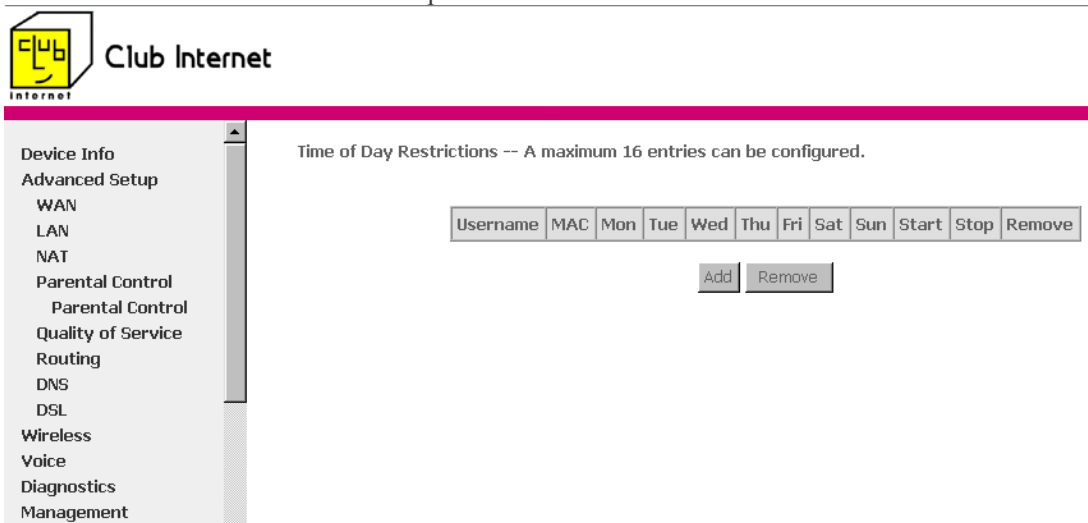 club
internet
Club Internet
Device Info
Advanced Setup
WAN
LAN
NAT
Parental Control
Parental Control
Quality of Service
Routing
DNS
DSL
Wireless
Voice
Diagnostics
Management
Time of Day Restrictions -- A maximum 16 entries can be configured.
Username MAC Mon Tue Wed Thu Fri Sat Sun Start Stop Remove
Add Remove